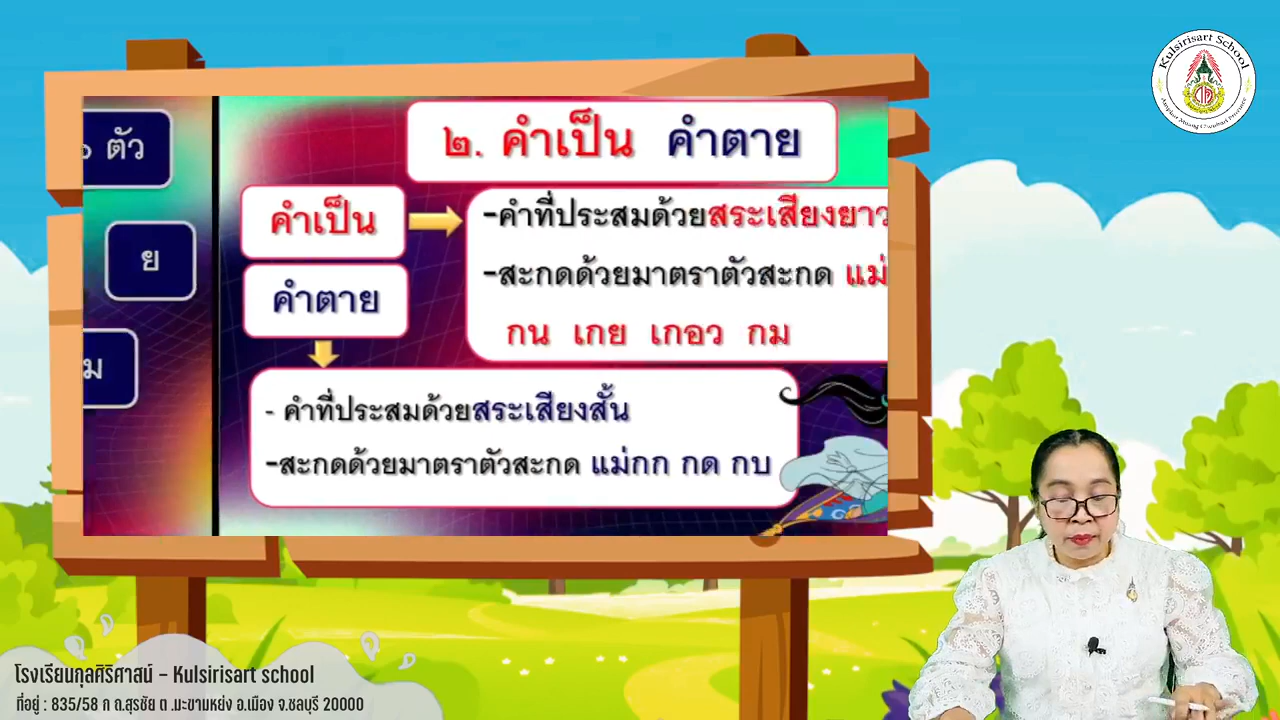 Kulsirisart School
ตัว
ย
ม
๒. คำเป็น คำตาย
คำเป็น
-คำที่ประสมด้วยสระเสียงยาว
-สะกดด้วยมาตราตัวสะกด แม่
กน เกย เกอว กม
คำตาย
- คำที่ประสมด้วยสระเสียงสั้น
-สะกดด้วยมาตราตัวสะกด แม่กก กด กบ
โรงเรียนกุลศิริศาสน์ - Kulsirisart school
ที่อยู่ : 835/58 ก ถ.สุรชัย ต .มะขามหย่ง อ.เมือง จ.ชลบุรี 20000